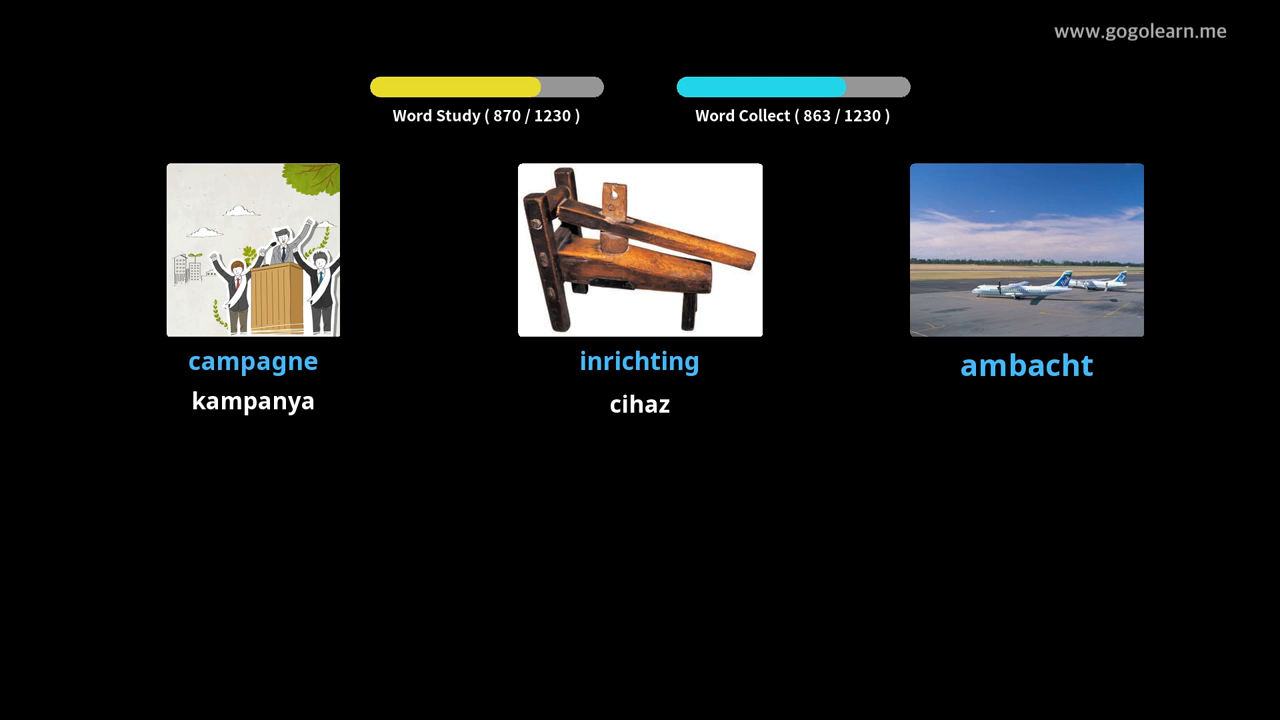 www.gogolearn.me
Word Study ( 870 / 1230 )
Word Collect ( 863 / 1230 )
campagne
kampanya
inrichting
cihaz
ambacht